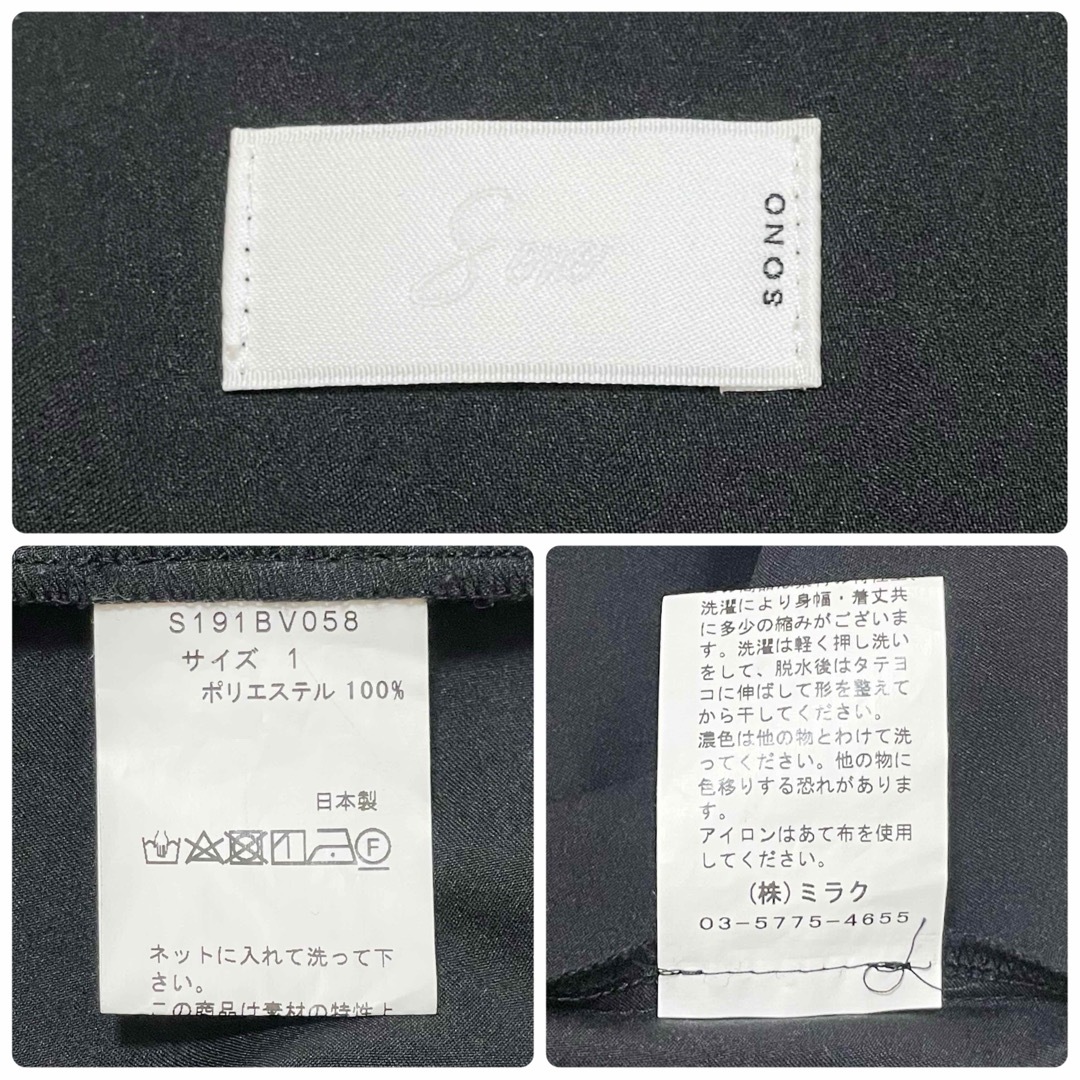 Sono
SONO
S191BV058
サイズ 1
ポリエステル 100%
日本製
F
ネットに入れて洗って下
さい。
この商品は素材の特性上
洗濯により身幅・着丈共
に多少の縮みがございま
す。洗濯は軽く押し洗い
をして、脱水後はタテヨ
コに伸ばして形を整えて
から干してください。
濃色は他の物とわけて洗
ってください。他の物に
色移りする恐れがありま
す。
アイロンはあて布を使用
してください。
(株)ミラク
03-5775-4655